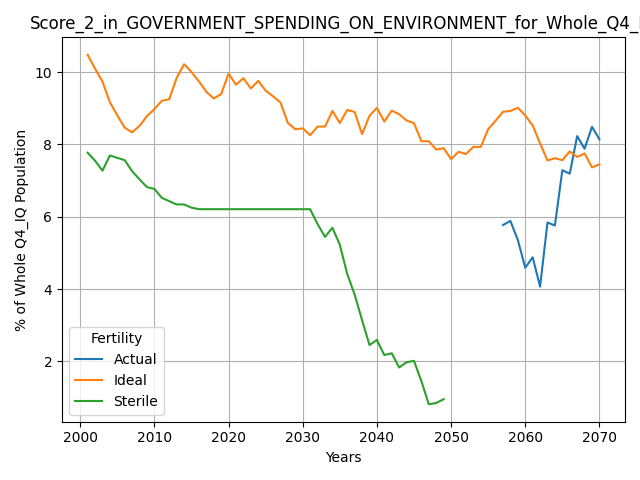 Score_2_in_GOVERNMENT_SPENDING_ON_ENVIRONMENT_for_Whole_Q4_I
% of Whole Q4_IQ Population
10
8
6
4
2
Fertility
Actual
Ideal
Sterile
2000 2010 2020 2030 2040 2050 2060 2070
Years